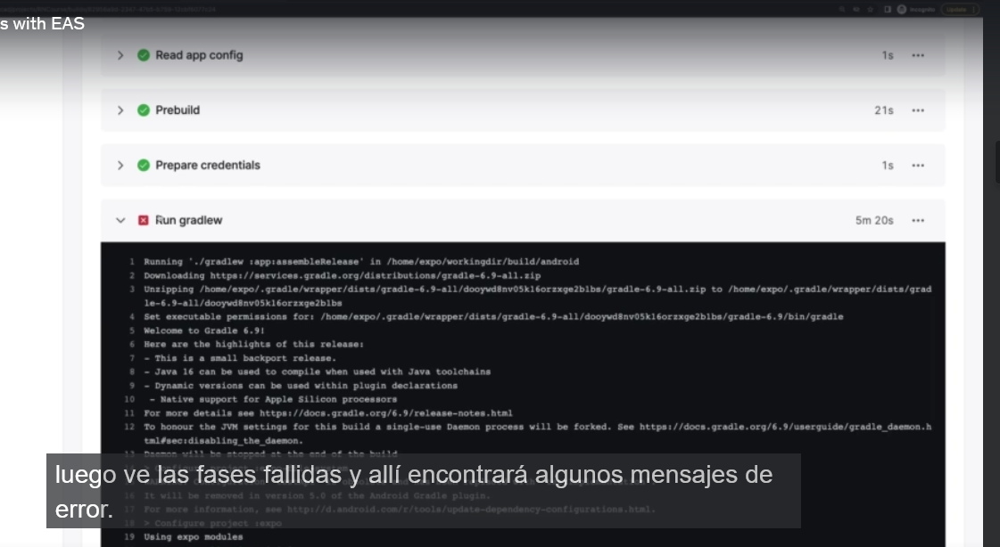 s with EAS
Incognito
Update
Read app config
1s
Prebuild
21s
Prepare credentials
1s
Run gradlew
5m 20s
1 Running './gradlew :app:assembleRelease' in /home/expo/workingdir/build/android
2 Downloading https://services.gradle.org/distributions/gradle-6.9-all.zip
3 Unzipping /home/expo/.gradle/wrapper/dists/gradle-6.9-all/dooywd8nv05k16orzxge2b1bs/gradle-6.9-all.zip to /home/expo/.gradle/wrapper/dists/grad
le-6.9-all/dooywd8nv05k16orzxge2b1bs
4 Set executable permissions for: /home/expo/.gradle/wrapper/dists/gradle-6.9-all/dooywd8nv05k16orzxge2b1bs/gradle-6.9/bin/gradle
5 Welcome to Gradle 6.9!
6 Here are the highlights of this release:
7 - This is a small backport release.
8 - Java 16 can be used to compile when used with Java toolchains
9 - Dynamic versions can be used within plugin declarations
10 - Native support for Apple Silicon processors
11 For more details see https://docs.gradle.org/6.9/release-notes.html
12 To honour the JVM settings for this build a single-use Daemon process will be forked. See https://docs.gradle.org/6.9/userguide/gradle_daemon.h
tml#sec:disabling_the_daemon.
13 Daemon will be stopped at the end of the build
luego ve las fases fallidas y allí encontrará algunos mensajes de
error.
16 It will be removed in version 5.0 of the Android Gradle plugin.
17 For more information, see http://d.android.com/r/tools/update-dependency-configurations.html.
18 > Configure project :expo
19 Using expo modules